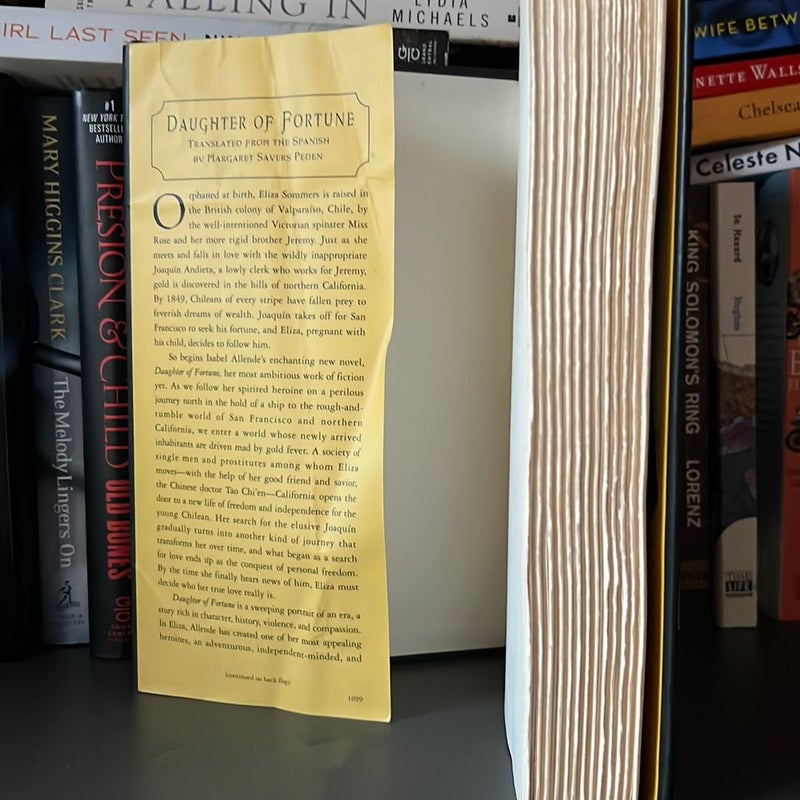 FALLING IN
LYDIA
MICHAELS
IRL LAST SEEN
GRAND
CENTRAL
WIFE BETW
NETTE WALLS
Chelsea
Celeste N
MARY HIGGINS CLARK
The Melody Lingers On
#1
NEW YORK T
BESTSELLI
AUTHOR
PRESTON & CHILD
OLD BONES
DAUGHTER OF FORTUNE
TRANSLATED FROM THE SPANISH
BY MARGARET SAYERS PEDEN
Orphaned at birth, Eliza Sommers is raised in
the British colony of Valparaíso, Chile, by
the well-intentioned Victorian spinster Miss
Rose and her more rigid brother Jeremy. Just as she
meets and falls in love with the wildly inappropriate
Joaquín Andieta, a lowly clerk who works for Jeremy,
gold is discovered in the hills of northern California.
By 1849, Chileans of every stripe have fallen prey to
feverish dreams of wealth. Joaquín takes off for San
Francisco to seek his fortune, and Eliza, pregnant with
his child, decides to follow him.
So begins Isabel Allende's enchanting new novel,
Daughter of Fortune, her most ambitious work of fiction
yet. As we follow her spirited heroine on a perilous
journey north in the hold of a ship to the rough-and-
tumble world of San Francisco and northern
California, we enter a world whose newly arrived
inhabitants are driven mad by gold fever. A society of
single men and prostitutes among whom Eliza
moves—with the help of her good friend and savior,
the Chinese doctor Tao Chi'en—California opens the
door to a new life of freedom and independence for the
young Chilean. Her search for the elusive Joaquín
gradually turns into another kind of journey that
transforms her over time, and what began as a search
for love ends up as the conquest of personal freedom.
By the time she finally hears news of him, Eliza must
decide who her true love really is.
Daughter of Fortune is a sweeping portrait of an era, a
story rich in character, history, violence, and compassion.
In Eliza, Allende has created one of her most appealing
heroines, an adventurous, independent-minded, and
(continued on back flap)
1099
KING SOLOMON'S RING LORENZ
In Hazard Hughes
TIME
LIFE